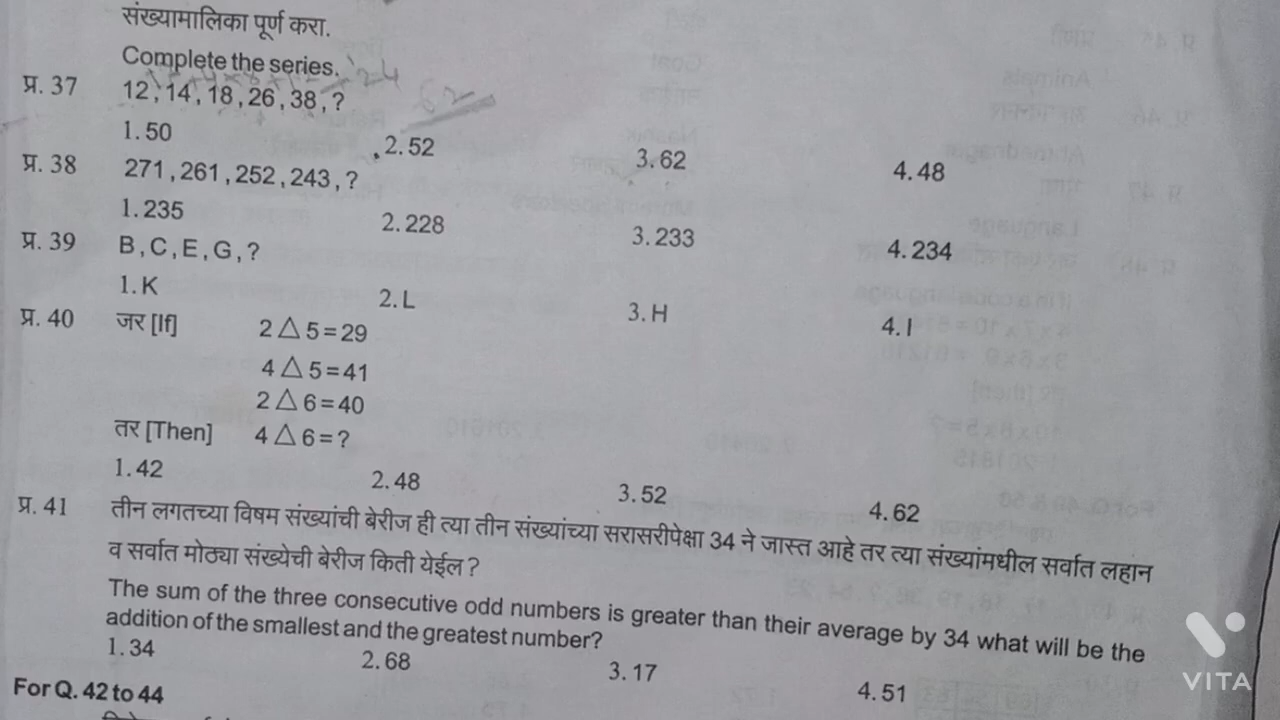 संख्यामालिका पूर्ण करा.
Complete the series.
प्र. 37 12, 14, 18, 26, 38, ?
1. 50 2. 52 3. 62 4. 48
प्र. 38 271, 261, 252, 243, ?
1. 235 2. 228 3. 233 4. 234
प्र. 39 B, C, E, G, ?
1. K 2. L 3. H 4. I
प्र. 40 जर [If] 2 △ 5 = 29
4 △ 5 = 41
2 △ 6 = 40
तर [Then] 4 △ 6 = ?
1. 42 2. 48 3. 52 4. 62
प्र. 41 तीन लगतच्या विषम संख्यांची बेरीज ही त्या तीन संख्यांच्या सरासरीपेक्षा 34 ने जास्त आहे तर त्या संख्यांमधील सर्वात लहान
व सर्वात मोठ्या संख्येची बेरीज किती येईल ?
The sum of the three consecutive odd numbers is greater than their average by 34 what will be the
addition of the smallest and the greatest number?
1. 34 2. 68 3. 17 4. 51
For Q. 42 to 44
VITA